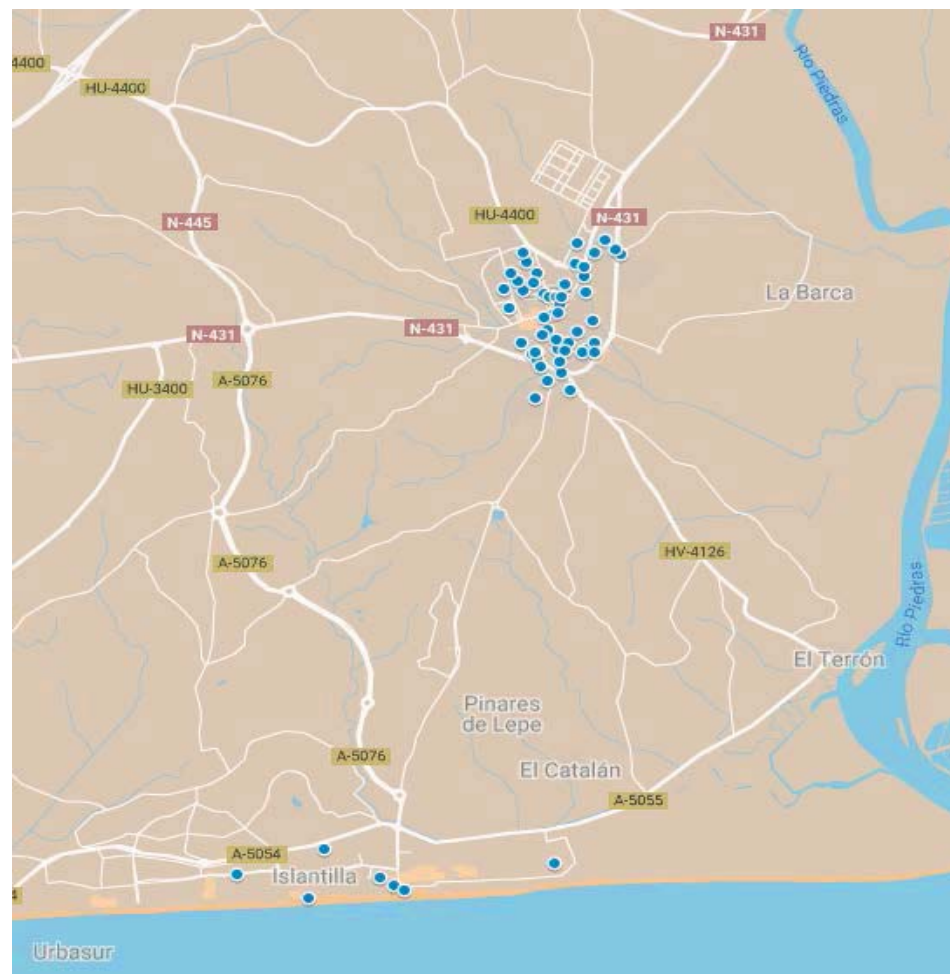 N-431
4400
HU-4400
Río Piedras
N-445
HU-4400
N-431
La Barca
N-431
N-431
HU-3400
A-5076
A-5076
HV-4126
Río Piedras
El Terrón
Pinares
de Lepe
A-5076
El Catalán
A-5055
A-5054
Islantilla
4
Urbasur